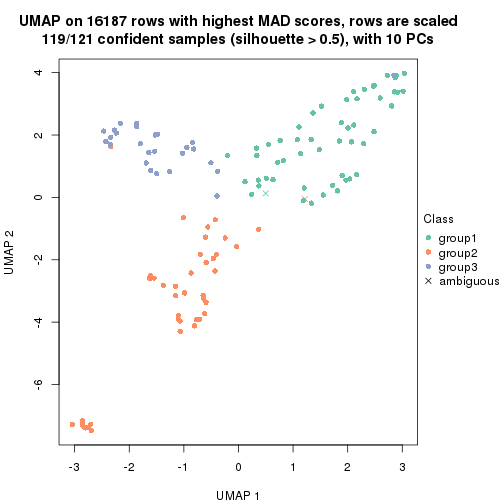 UMAP on 16187 rows with highest MAD scores, rows are scaled
119/121 confident samples (silhouette > 0.5), with 10 PCs
4
2
0
-2
-4
-6
UMAP 2
-3 -2 -1 0 1 2 3
UMAP 1
Class
group1
group2
group3
ambiguous